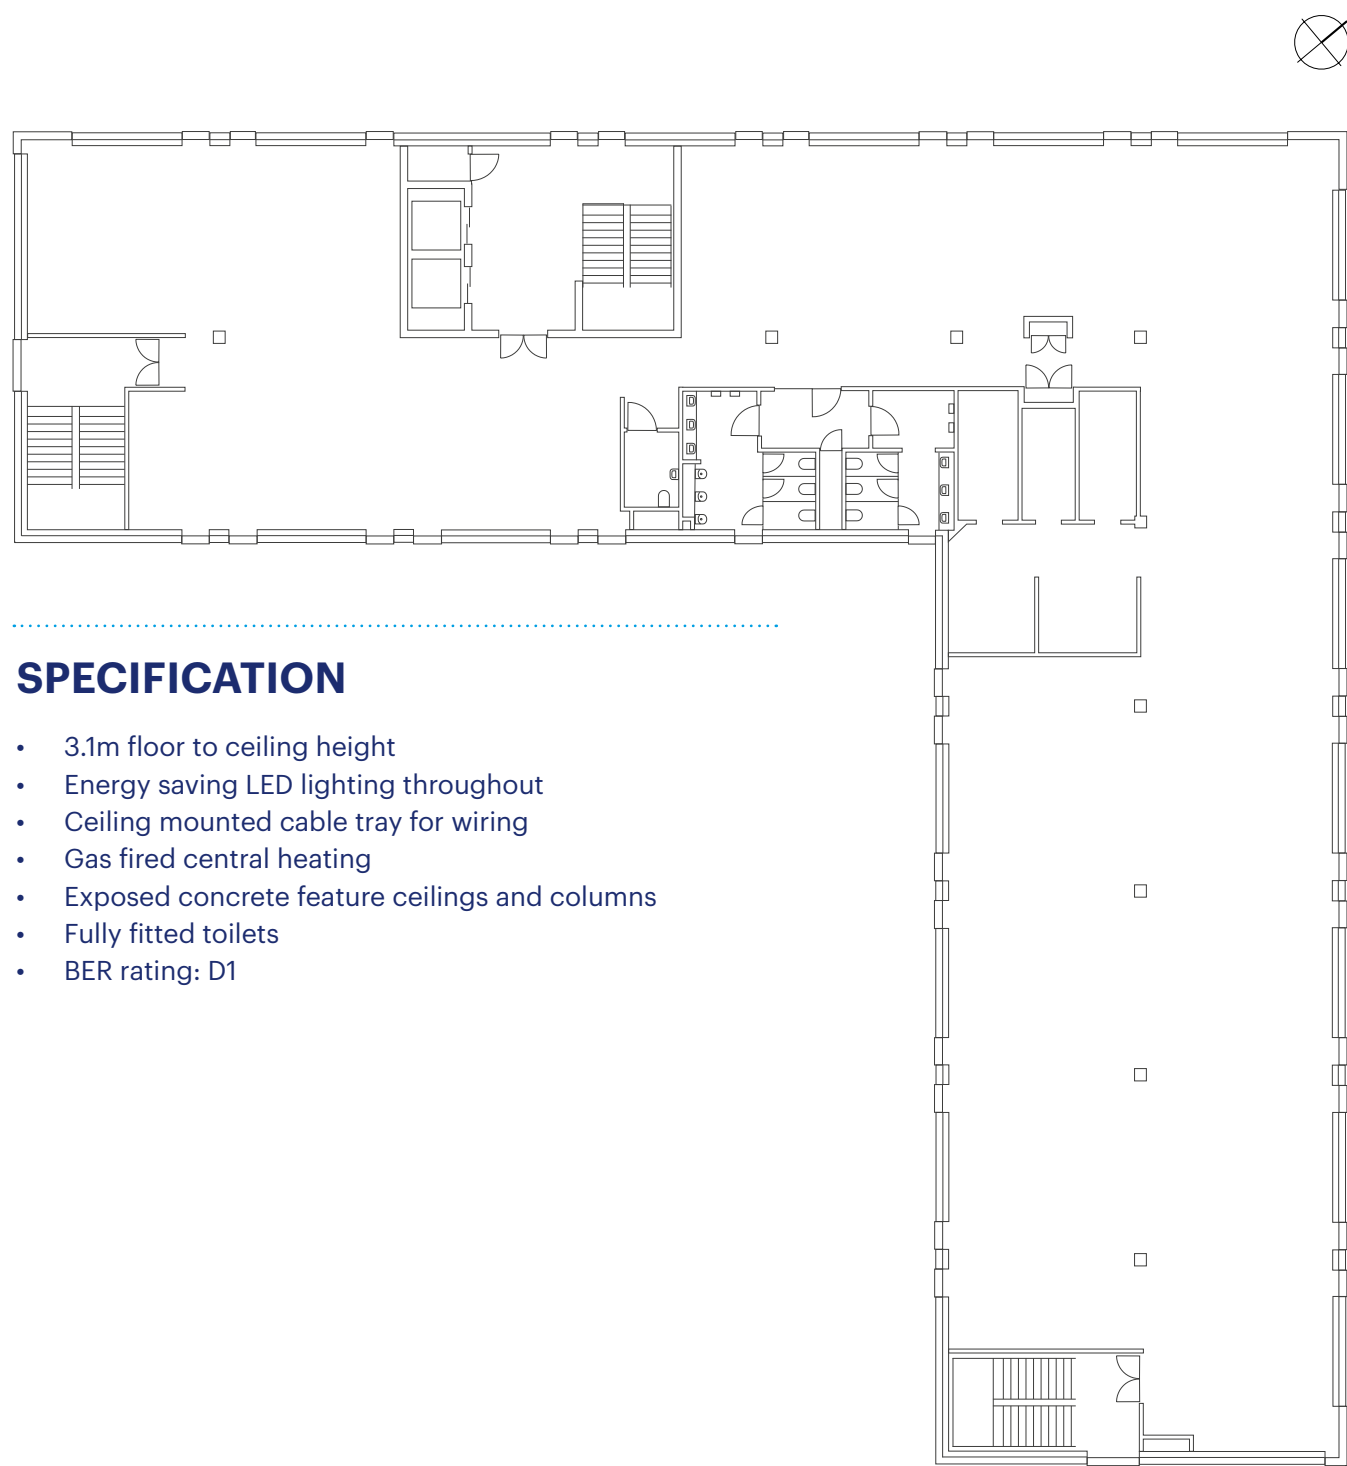 SPECIFICATION
• 3.1m floor to ceiling height
• Energy saving LED lighting throughout
• Ceiling mounted cable tray for wiring
• Gas fired central heating
• Exposed concrete feature ceilings and columns
• Fully fitted toilets
• BER rating: D1